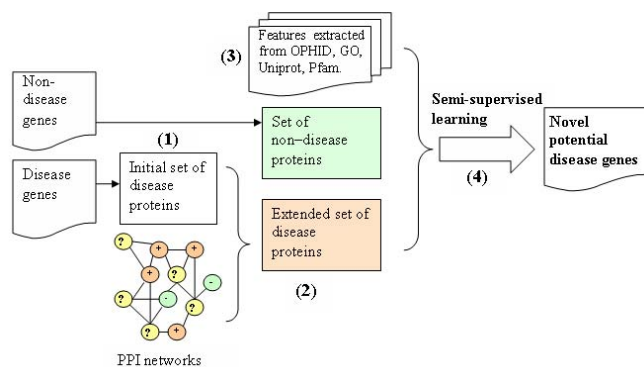 Non-
disease
genes
(1)
Disease
genes
Initial set of
disease
proteins
?
+
+
+
?
?
-
?
-
?
?
+
PPI networks
(3)
Features extracted
from OPHID, GO,
Uniprot, Pfam.
Set of
non-disease
proteins
Extended set of
disease
proteins
(2)
Semi-supervised
learning
(4)
Novel
potential
disease genes